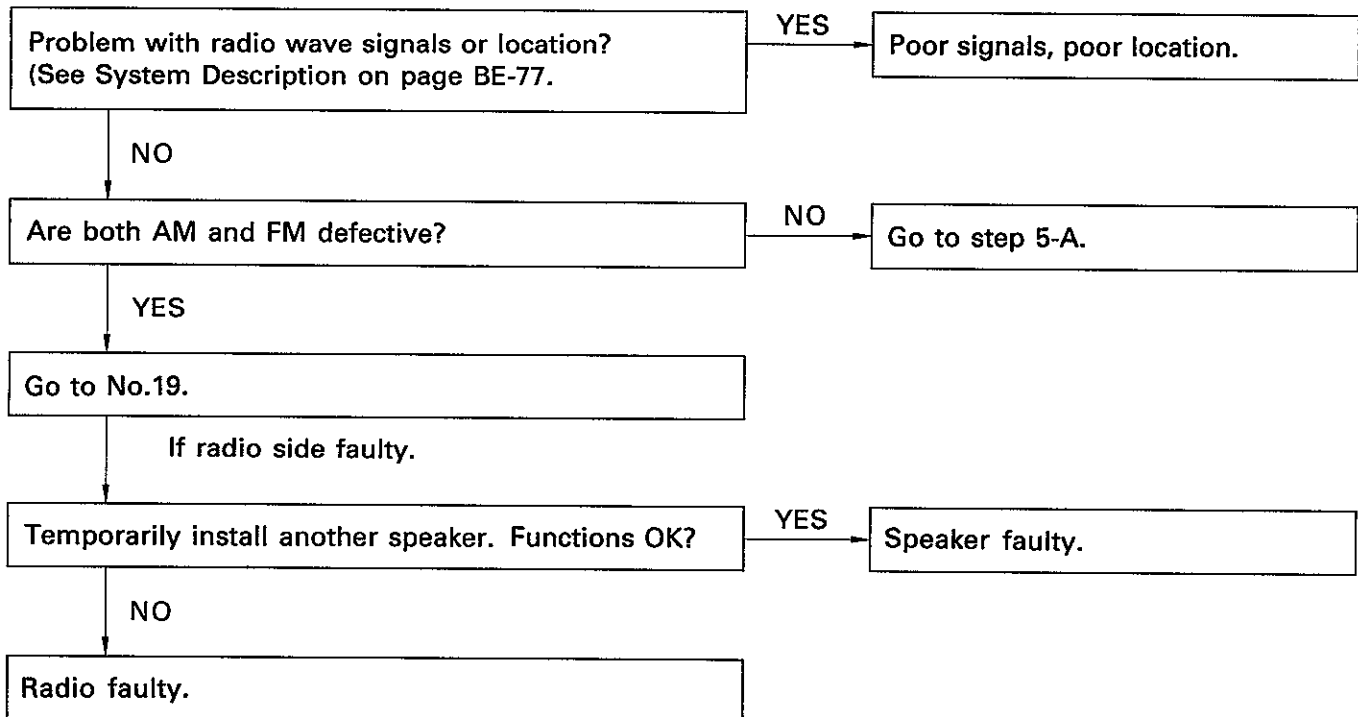 Problem with radio wave signals or location?
(See System Description on page BE-77.
YES
Poor signals, poor location.
NO
Are both AM and FM defective?
NO
Go to step 5-A.
YES
Go to No.19.
If radio side faulty.
Temporarily install another speaker. Functions OK?
YES
Speaker faulty.
NO
Radio faulty.